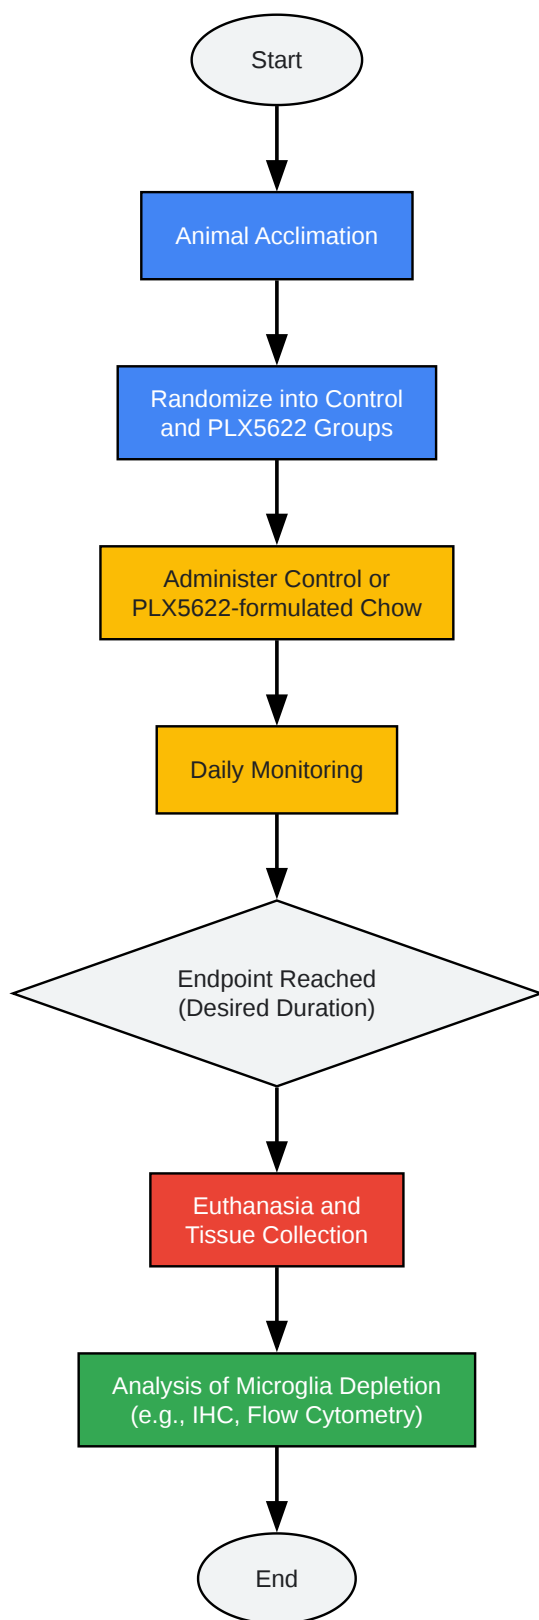 Start
Animal Acclimation
Randomize into Control
and PLX5622 Groups
Administer Control or
PLX5622-formulated Chow
Daily Monitoring
Endpoint Reached
(Desired Duration)
Euthanasia and
Tissue Collection
Analysis of Microglia Depletion
(e.g., IHC, Flow Cytometry)
End